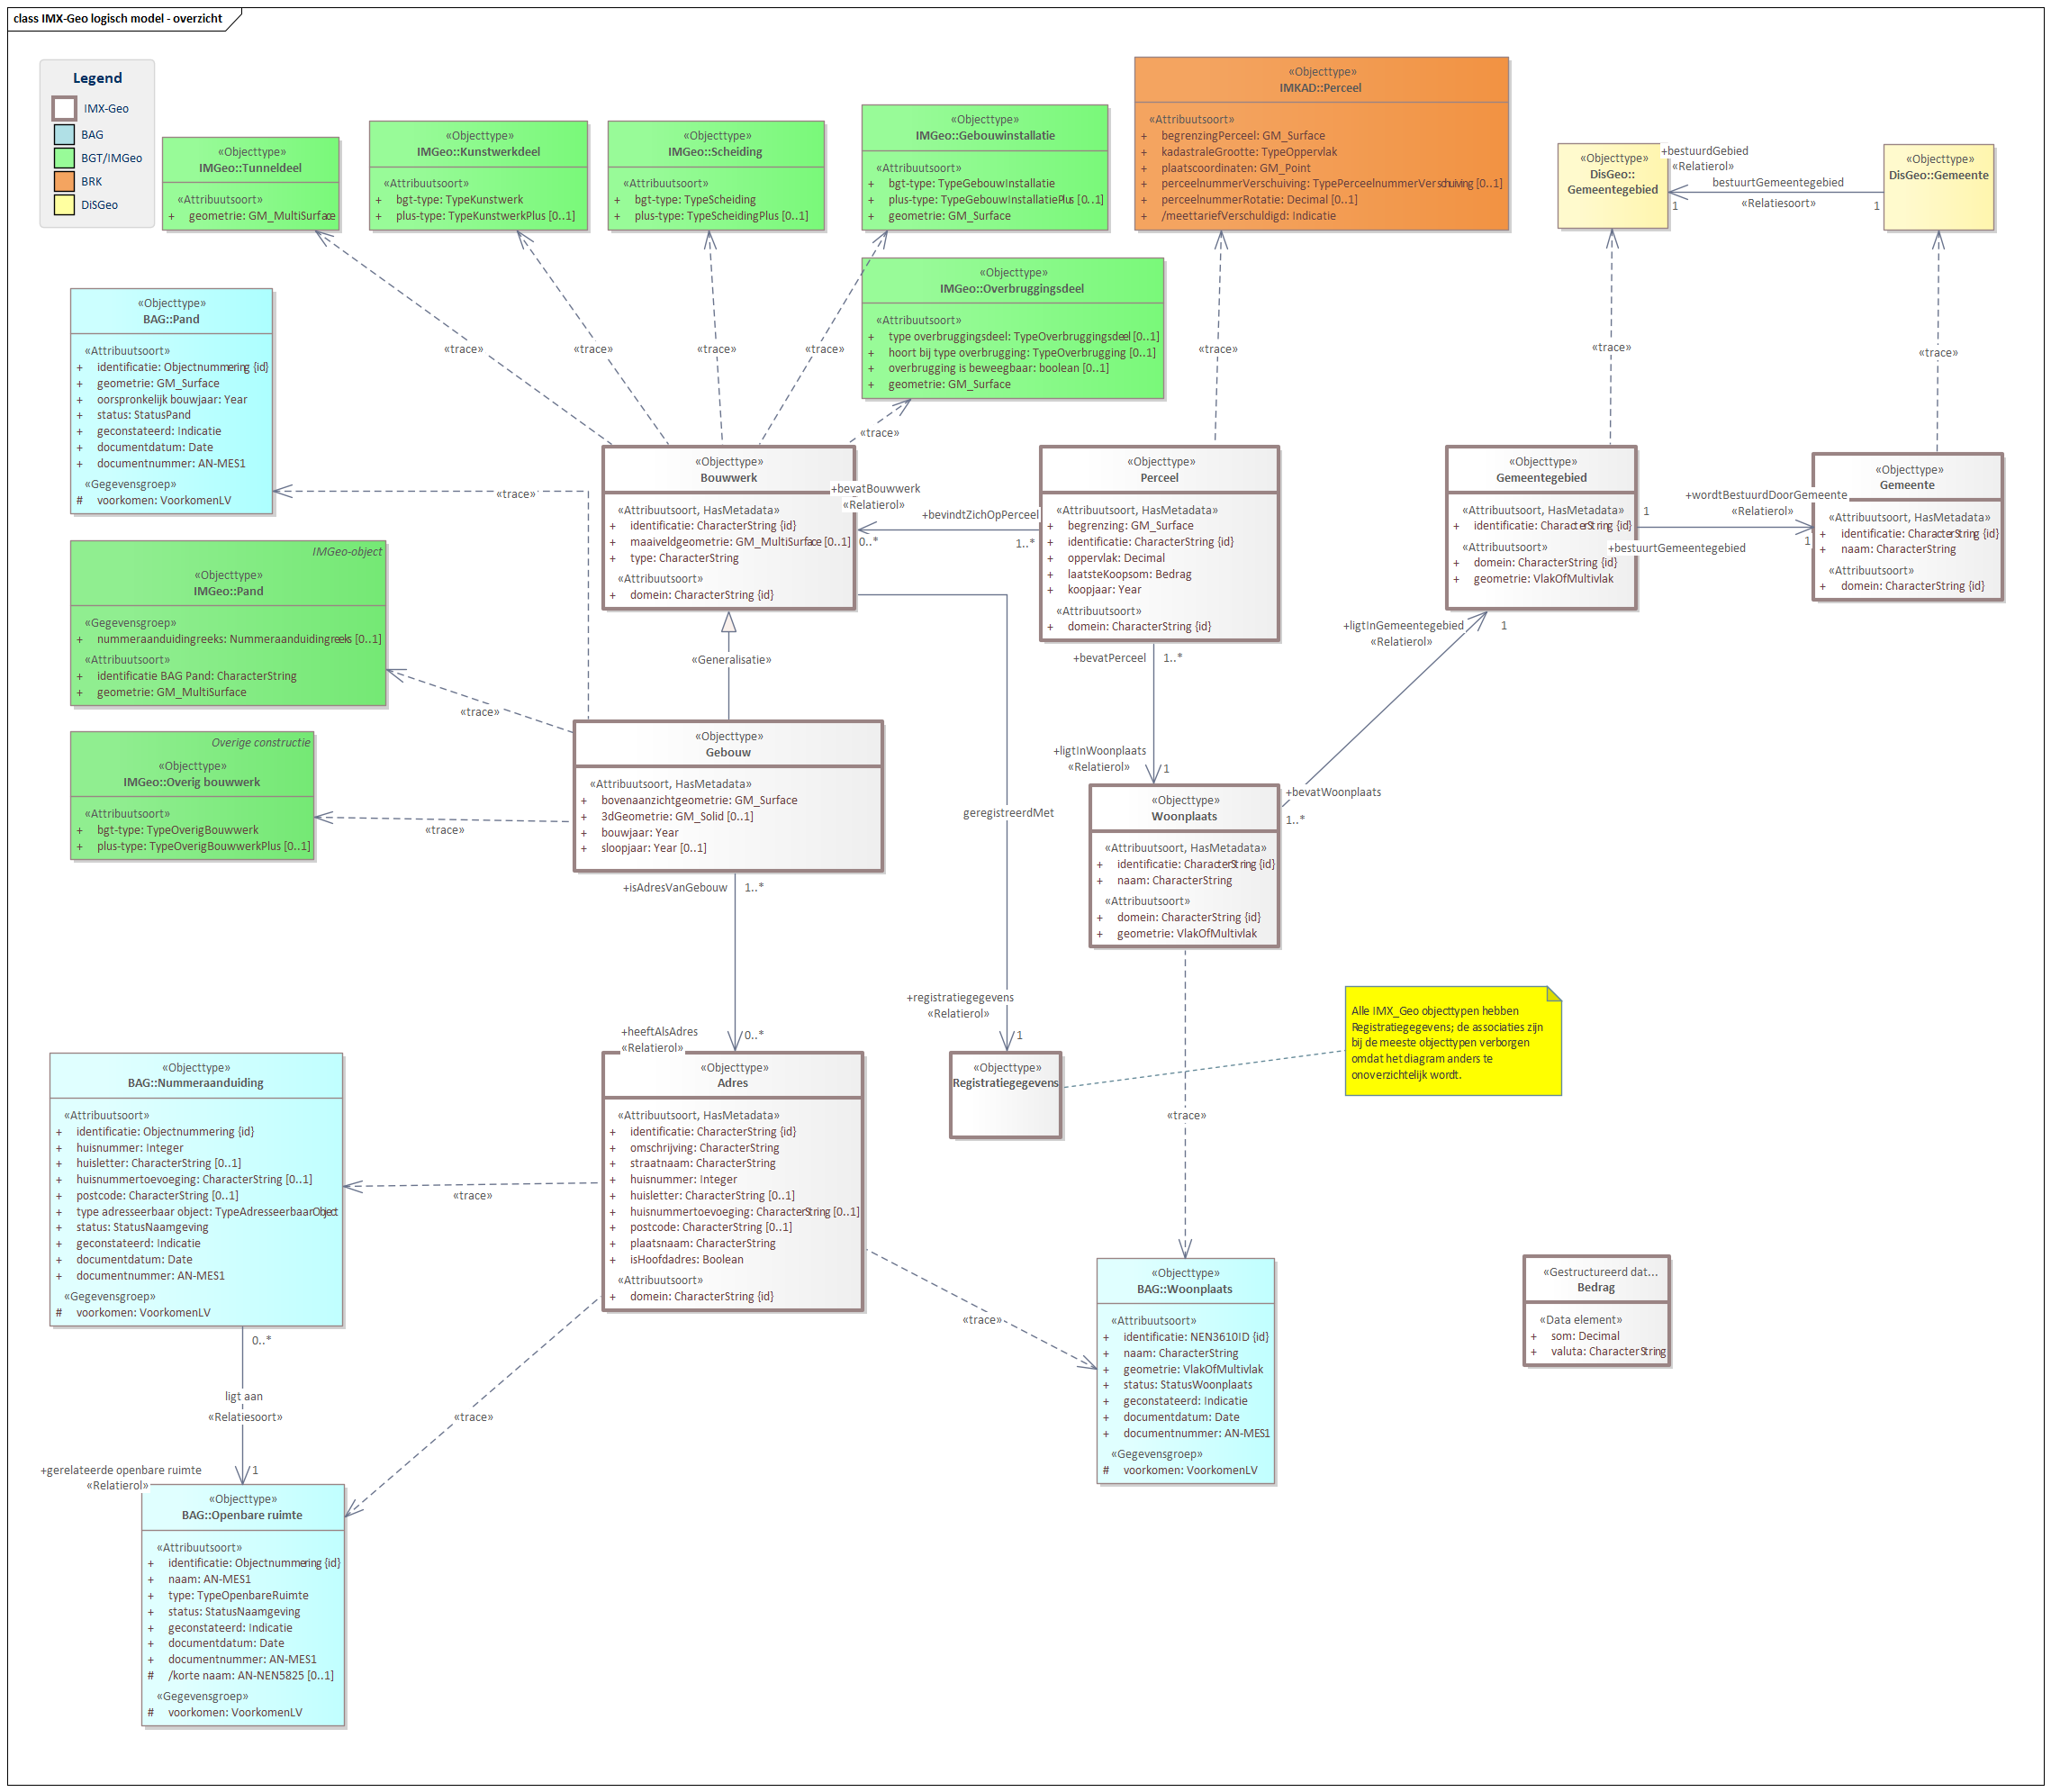 class IMX-Geo logisch model - overzicht
Legend
IMX-Geo
BAG
BGT/IMGeo
BRK
DiSGeo
«Objecttype»
IMGeo::Tunneldeel
«Attribuutsoort»
+ geometrie: GM_MultiSurface
«Objecttype»
IMGeo::Kunstwerkdeel
«Attribuutsoort»
+ bgt-type: TypeKunstwerk
+ plus-type: TypeKunstwerkPlus [0..1]
«Objecttype»
IMGeo::Scheiding
«Attribuutsoort»
+ bgt-type: TypeScheiding
+ plus-type: TypeScheidingPlus [0..1]
«Objecttype»
IMGeo::Gebouwinstallatie
«Attribuutsoort»
+ bgt-type: TypeGebouwInstallatie
+ plus-type: TypeGebouwInstallatiePlus [0..1]
+ geometrie: GM_Surface
«Objecttype»
IMKAD::Perceel
«Attribuutsoort»
+ begrenzingPerceel: GM_Surface
+ kadastraleGrootte: TypeOppervlak
+ plaatscoordinaten: GM_Point
+ perceelnummerVerschuiving: TypePerceelnummerVerschuiving [0..1]
+ perceelnummerRotatie: Decimal [0..1]
+ /meettariefVerschuldigd: Indicatie
«Objecttype»
DisGeo::
Gemeentegebied
+bestuurdGebied
«Relatierol»
bestuurtGemeentegebied
1
«Relatiesoort»
1
«Objecttype»
DisGeo::Gemeente
«Objecttype»
IMGeo::Overbruggingsdeel
«Attribuutsoort»
+ type overbruggingsdeel: TypeOverbruggingsdeel [0..1]
+ hoort bij type overbrugging: TypeOverbrugging [0..1]
+ overbrugging is beweegbaar: boolean [0..1]
+ geometrie: GM_Surface
«Objecttype»
BAG::Pand
«Attribuutsoort»
+ identificatie: Objectnummering {id}
+ geometrie: GM_Surface
+ oorspronkelijk bouwjaar: Year
+ status: StatusPand
+ geconstateerd: Indicatie
+ documentdatum: Date
+ documentnummer: AN-MES1
«Gegevensgroep»
# voorkomen: VoorkomenLV
«trace»
«trace»
«trace»
«trace»
«trace»
«trace»
«trace»
«trace»
«trace»
«Objecttype»
Bouwwerk
«Attribuutsoort, HasMetadata»
+ identificatie: CharacterString {id}
+ maaiveldgeometrie: GM_MultiSurface [0..1]
+ type: CharacterString
«Attribuutsoort»
+ domein: CharacterString {id}
+bevatBouwwerk
«Relatierol»
0..*
+bevindtZichOpPerceel
1..*
«Objecttype»
Perceel
«Attribuutsoort, HasMetadata»
+ begrenzing: GM_Surface
+ identificatie: CharacterString {id}
+ oppervlak: Decimal
+ laatsteKoopsom: Bedrag
+ koopjaar: Year
«Attribuutsoort»
+ domein: CharacterString {id}
«Objecttype»
Gemeentegebied
«Attribuutsoort, HasMetadata»
+ identificatie: CharacterString {id}
«Attribuutsoort»
+ domein: CharacterString {id}
+ geometrie: VlakOfMultivlak
+wordtBestuurdDoorGemeente
1
«Relatierol»
1
+bestuurtGemeentegebied
«Objecttype»
Gemeente
«Attribuutsoort, HasMetadata»
+ identificatie: CharacterString {id}
+ naam: CharacterString
«Attribuutsoort»
+ domein: CharacterString {id}
IMGeo-object
«Objecttype»
IMGeo::Pand
«Gegevensgroep»
+ nummeraanduidingreeks: Nummeraanduidingreeks [0..1]
«Attribuutsoort»
+ identificatie BAG Pand: CharacterString
+ geometrie: GM_MultiSurface
«trace»
«Generalisatie»
+bevatPerceel
1..*
+ligtInGemeentegebied
«Relatierol»
1
Overige constructie
«Objecttype»
IMGeo::Overig bouwwerk
«Attribuutsoort»
+ bgt-type: TypeOverigBouwwerk
+ plus-type: TypeOverigBouwwerkPlus [0..1]
«trace»
«Objecttype»
Gebouw
«Attribuutsoort, HasMetadata»
+ bovenaanzichtgeometrie: GM_Surface
+ 3dGeometrie: GM_Solid [0..1]
+ bouwjaar: Year
+ sloopjaar: Year [0..1]
+ligtInWoonplaats
«Relatierol»
1
+bevatWoonplaats
1..*
geregistreerdMet
«Objecttype»
Woonplaats
«Attribuutsoort, HasMetadata»
+ identificatie: CharacterString {id}
+ naam: CharacterString
«Attribuutsoort»
+ domein: CharacterString {id}
+ geometrie: VlakOfMultivlak
+isAdresVanGebouw
1..*
+heeftAlsAdres
«Relatierol»
0..*
+registratiegegevens
«Relatierol»
1
«Objecttype»
Registratiegegevens
Alle IMX_Geo objecttypen hebben
Registratiegegevens; de associaties zijn
bij de meeste objecttypen verborgen
omdat het diagram anders te
onoverzichtelijk wordt.
«Objecttype»
BAG::Nummeraanduiding
«Attribuutsoort»
+ identificatie: Objectnummering {id}
+ huisnummer: Integer
+ huisletter: CharacterString [0..1]
+ huisnummertoevoeging: CharacterString [0..1]
+ postcode: CharacterString [0..1]
+ type adresseerbaar object: TypeAdresseerbaarObject
+ status: StatusNaamgeving
+ geconstateerd: Indicatie
+ documentdatum: Date
+ documentnummer: AN-MES1
«Gegevensgroep»
# voorkomen: VoorkomenLV
«trace»
«Objecttype»
Adres
«Attribuutsoort, HasMetadata»
+ identificatie: CharacterString {id}
+ omschrijving: CharacterString
+ straatnaam: CharacterString
+ huisnummer: Integer
+ huisletter: CharacterString [0..1]
+ huisnummertoevoeging: CharacterString [0..1]
+ postcode: CharacterString [0..1]
+ plaatsnaam: CharacterString
+ isHoofdadres: Boolean
«Attribuutsoort»
+ domein: CharacterString {id}
«trace»
«trace»
«trace»
«Objecttype»
BAG::Woonplaats
«Attribuutsoort»
+ identificatie: NEN3610ID {id}
+ naam: CharacterString
+ geometrie: VlakOfMultivlak
+ status: StatusWoonplaats
+ geconstateerd: Indicatie
+ documentdatum: Date
+ documentnummer: AN-MES1
«Gegevensgroep»
# voorkomen: VoorkomenLV
«Gestructureerd dat...
Bedrag
«Data element»
+ som: Decimal
+ valuta: CharacterString
0..*
ligt aan
«Relatiesoort»
+gerelateerde openbare ruimte
1
«Relatierol»
«Objecttype»
BAG::Openbare ruimte
«Attribuutsoort»
+ identificatie: Objectnummering {id}
+ naam: AN-MES1
+ type: TypeOpenbareRuimte
+ status: StatusNaamgeving
+ geconstateerd: Indicatie
+ documentdatum: Date
+ documentnummer: AN-MES1
# /korte naam: AN-NEN5825 [0..1]
«Gegevensgroep»
# voorkomen: VoorkomenLV